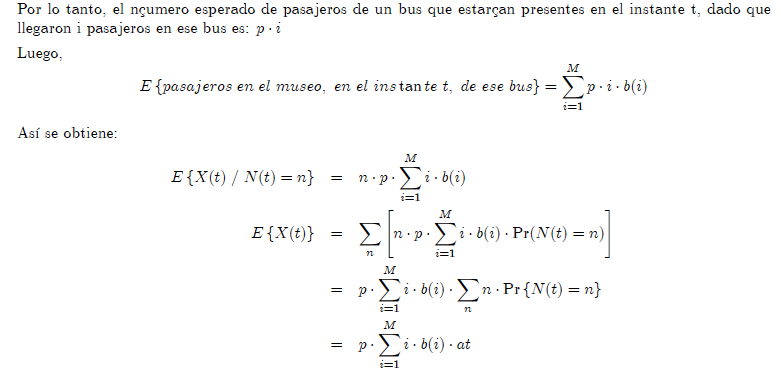 Por lo tanto, el nçumero esperado de pasajeros de un bus que estarçan presentes en el instante t, dado que
llegaron i pasajeros en ese bus es: p · i
Luego,
E {pasajeros en el museo, en el instante t, de ese bus} = ∑_{i=1}^{M} p · i · b(i)
Así se obtiene:
E {X(t) / N(t) = n} = n · p · ∑_{i=1}^{M} i · b(i)
E {X(t)} = ∑_{n} [n · p · ∑_{i=1}^{M} i · b(i) · Pr(N(t) = n)]
= p · ∑_{i=1}^{M} i · b(i) · ∑_{n} n · Pr {N(t) = n}
= p · ∑_{i=1}^{M} i · b(i) · at